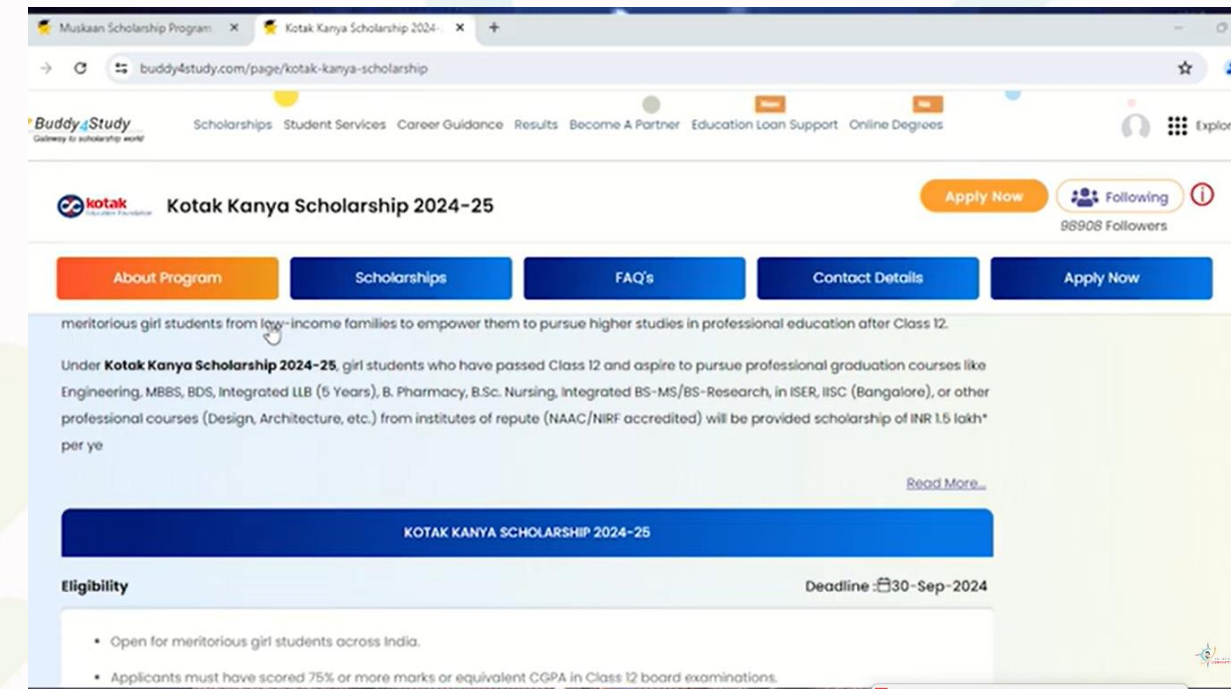 Muskaan Scholarship Program
Kotak Kanya Scholarship 2024-
buddy4study.com/page/kotak-kanya-scholarship
Buddy4Study
Gateway to scholarship world
Scholarships Student Services Career Guidance Results Become A Partner Education Loan Support Online Degrees
Explor
kotak
Education Foundation
Kotak Kanya Scholarship 2024-25
Apply Now
Following
98908 Followers
About Program
Scholarships
FAQ's
Contact Details
Apply Now
meritorious girl students from low-income families to empower them to pursue higher studies in professional education after Class 12.
Under Kotak Kanya Scholarship 2024-25, girl students who have passed Class 12 and aspire to pursue professional graduation courses like
Engineering, MBBS, BDS, Integrated LLB (5 Years), B. Pharmacy, B.Sc. Nursing, Integrated BS-MS/BS-Research, in ISER, IISC (Bangalore), or other
professional courses (Design, Architecture, etc.) from institutes of repute (NAAC/NIRF accredited) will be provided scholarship of INR 1.5 lakh*
per ye
Read More...
KOTAK KANYA SCHOLARSHIP 2024-25
Eligibility
Deadline :30-Sep-2024
• Open for meritorious girl students across India.
• Applicants must have scored 75% or more marks or equivalent CGPA in Class 12 board examinations.